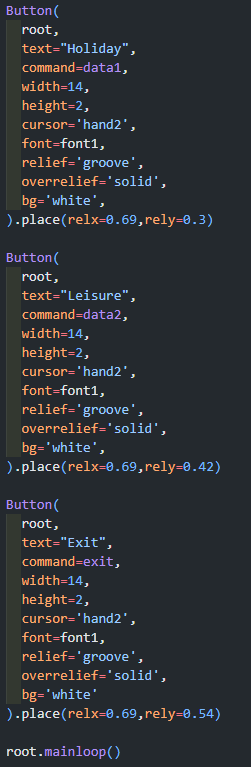 Button(
root,
text="Holiday",
command=data1,
width=14,
height=2,
cursor='hand2',
font=font1,
relief='groove',
overrelief='solid',
bg='white',
).place(relx=0.69,rely=0.3)
Button(
root,
text="Leisure",
command=data2,
width=14,
height=2,
cursor='hand2',
font=font1,
relief='groove',
overrelief='solid',
bg='white',
).place(relx=0.69,rely=0.42)
Button(
root,
text="Exit",
command=exit,
width=14,
height=2,
cursor='hand2',
font=font1,
relief='groove',
overrelief='solid',
bg='white'
).place(relx=0.69,rely=0.54)
root.mainloop()